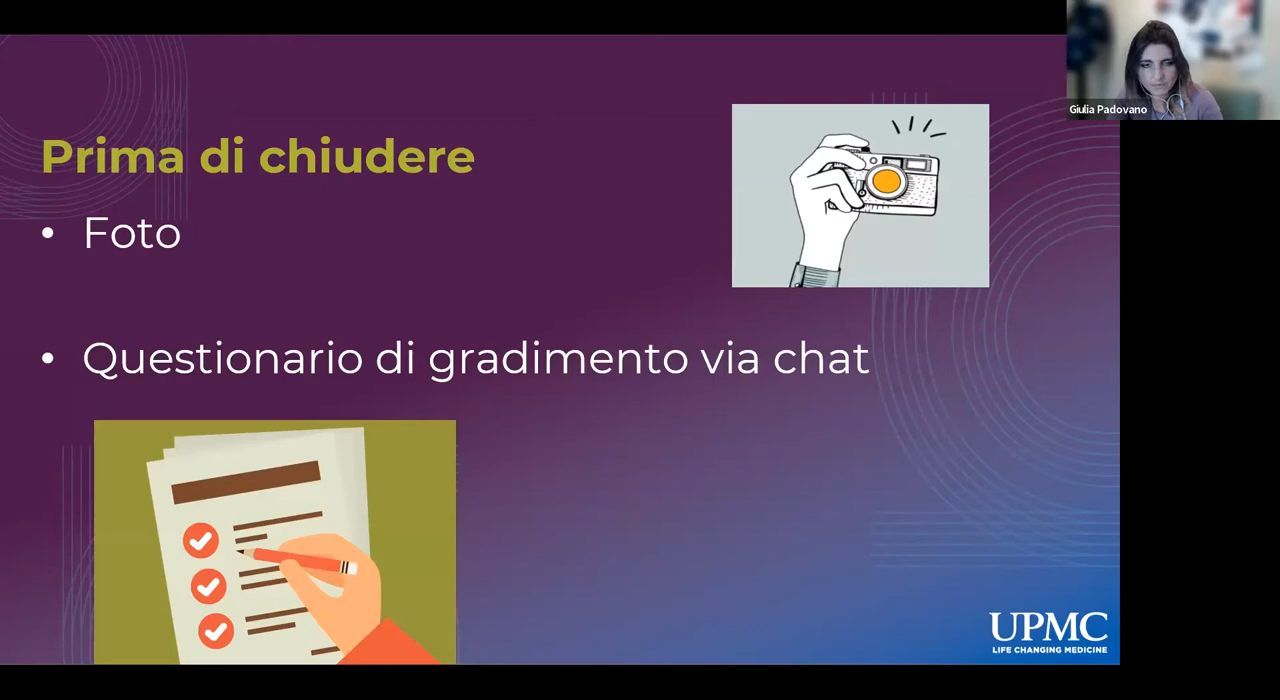 Giulia Padovano
Prima di chiudere
• Foto
• Questionario di gradimento via chat
UPMC
LIFE CHANGING MEDICINE